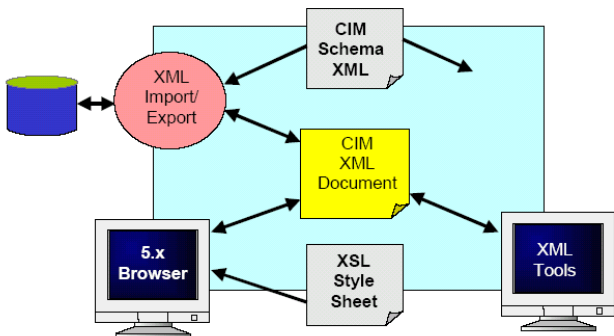 CIM
Schema
XML
XML
Import/
Export
CIM
XML
Document
5.x
Browser
XSL
Style
Sheet
XML
Tools